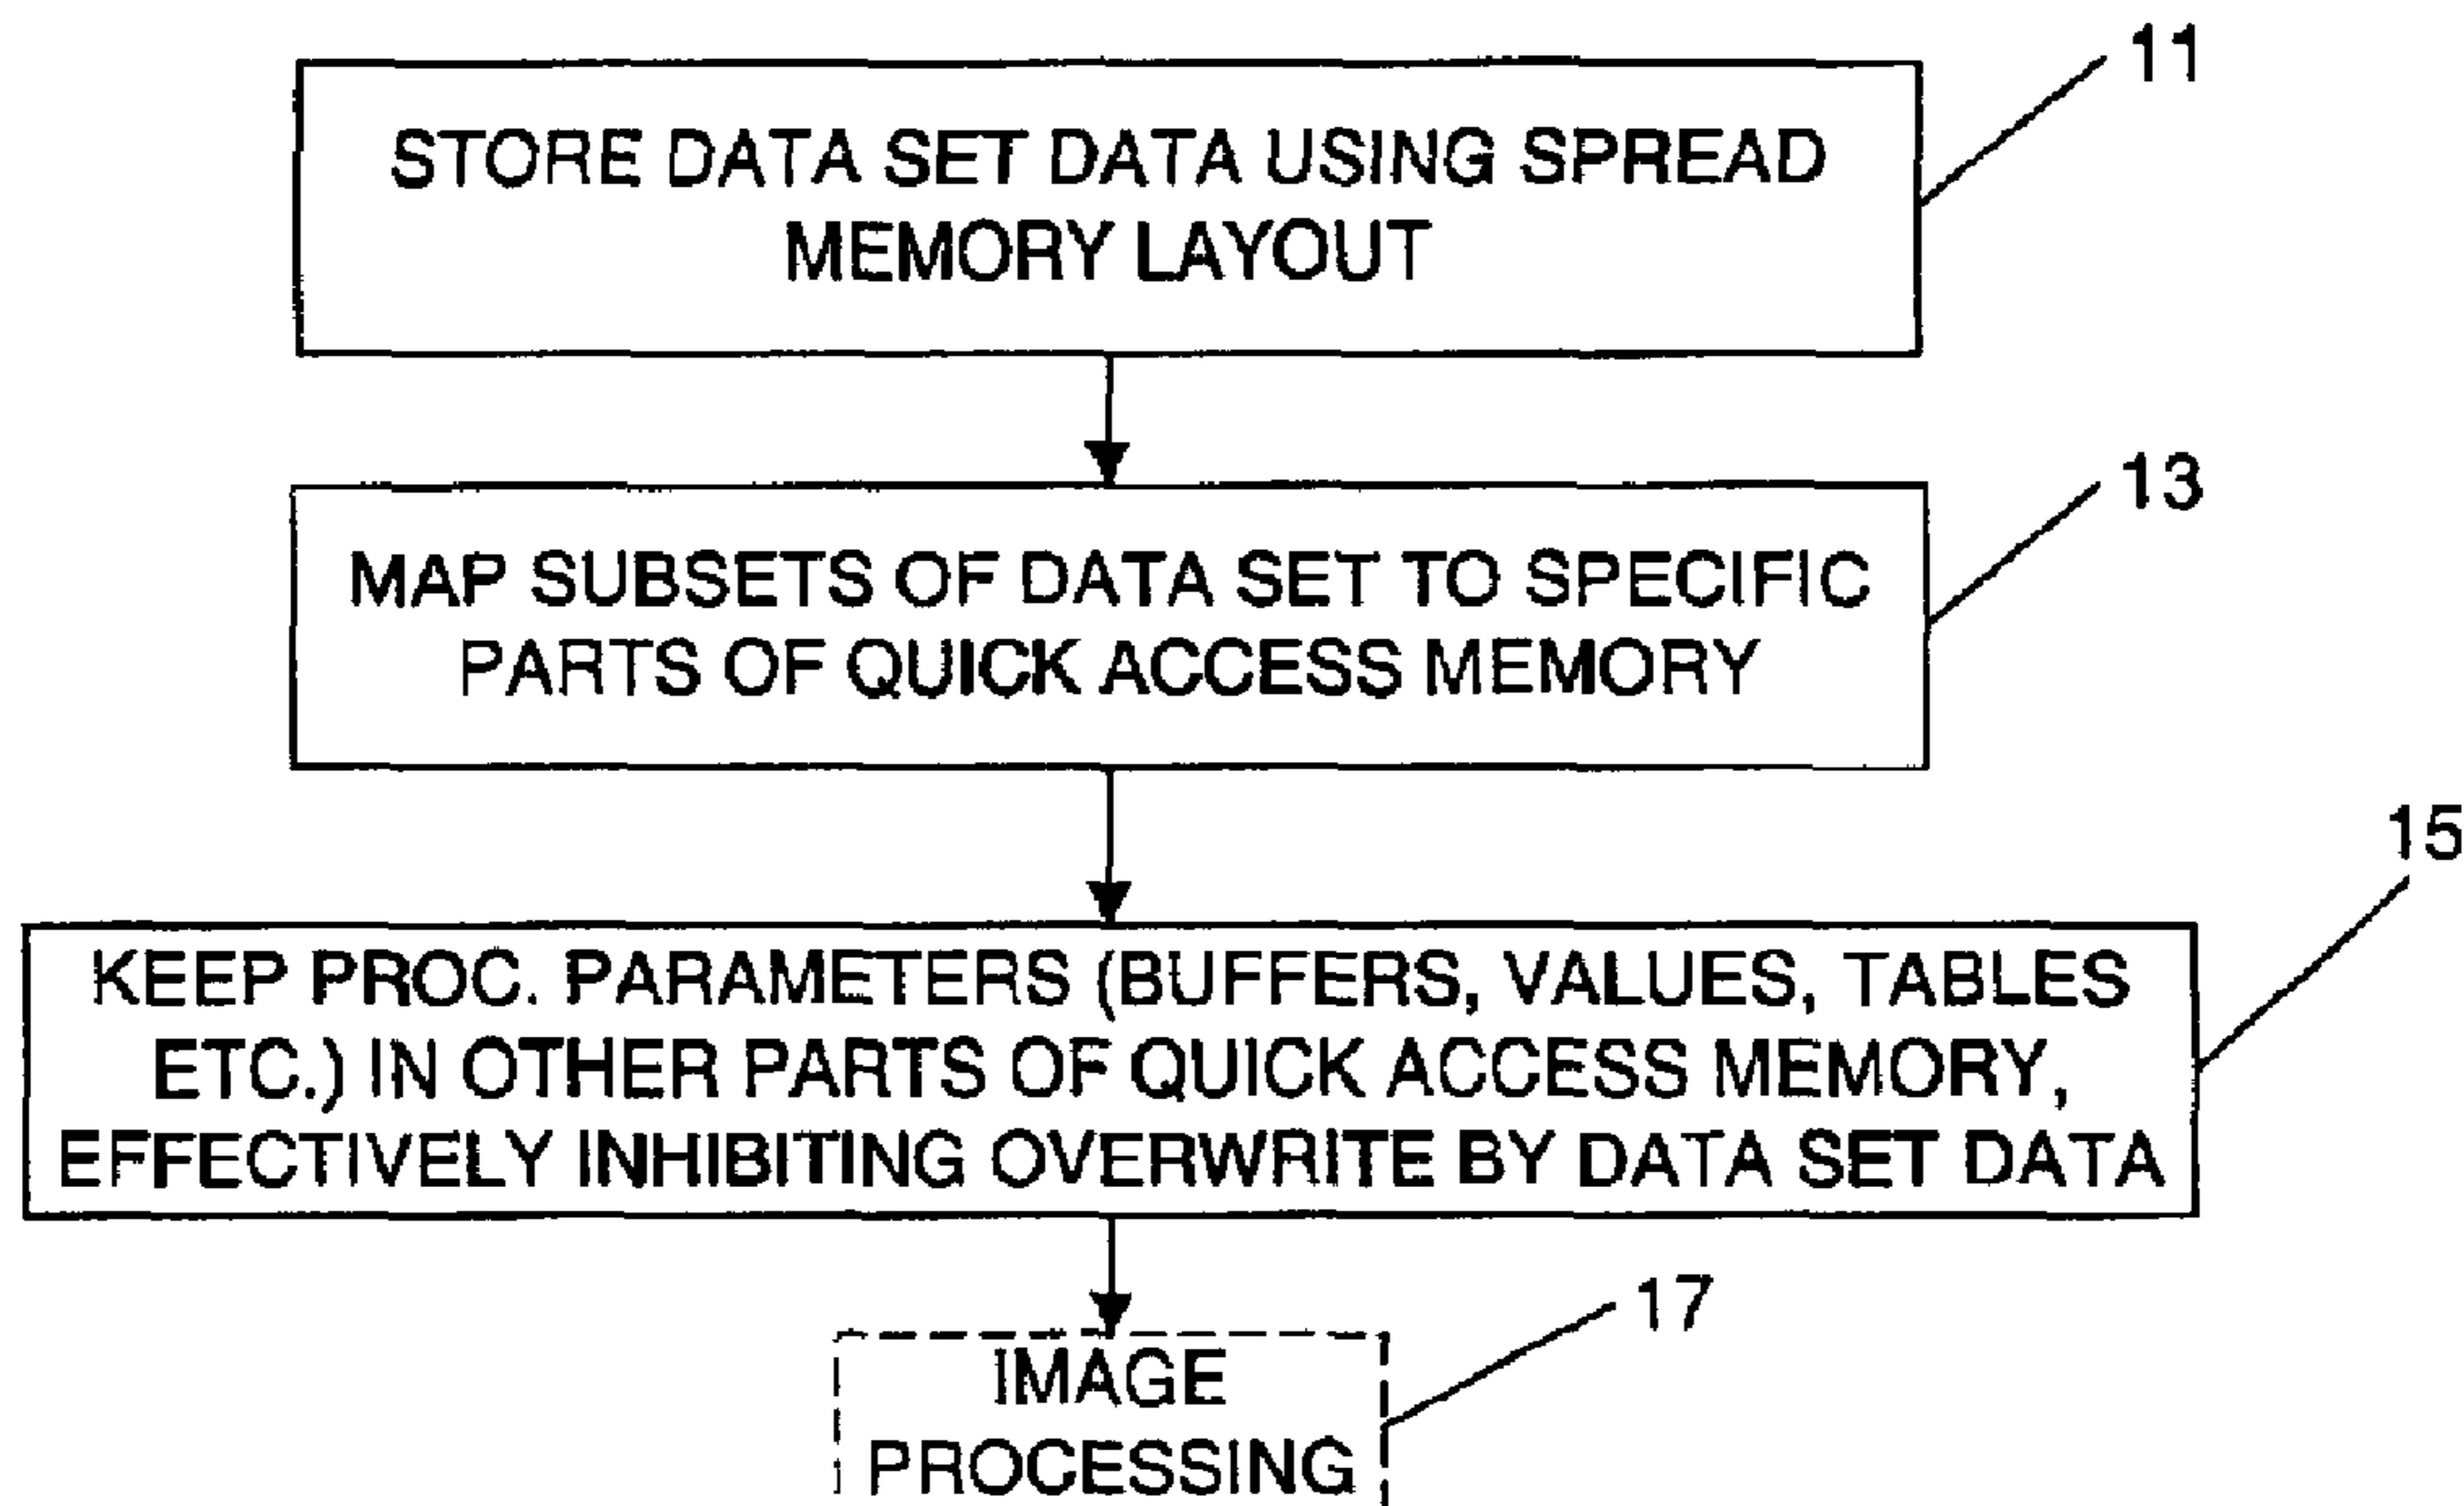 11
STORE DATA SET DATA USING SPREAD
MEMORY LAYOUT
13
MAP SUBSETS OF DATA SET TO SPECIFIC
PARTS OF QUICK ACCESS MEMORY
15
KEEP PROC. PARAMETERS (BUFFERS, VALUES, TABLES
ETC.) IN OTHER PARTS OF QUICK ACCESS MEMORY,
EFFECTIVELY INHIBITING OVERWRITE BY DATA SET DATA
17
IMAGE
PROCESSING